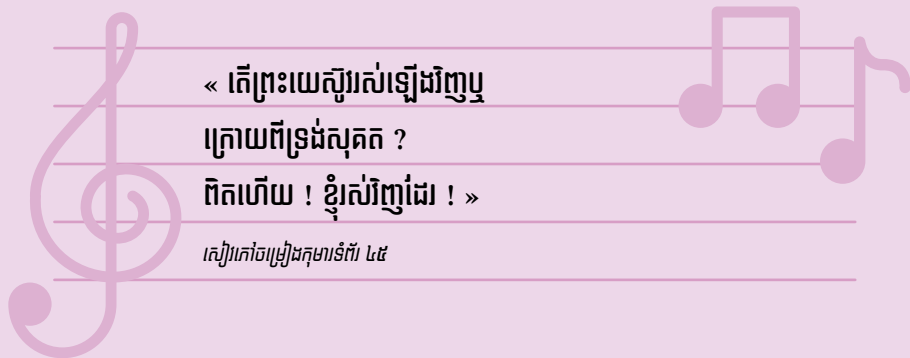 « តើព្រះយេស៊ូវរស់ឡើងវិញឬ
ក្រោយពីទ្រង់សុគត ?
ពិតហើយ ! ខ្ញុំរស់វិញដែរ ! »
សៀវភៅចម្រៀងកុមារទំព័រ ៤៥